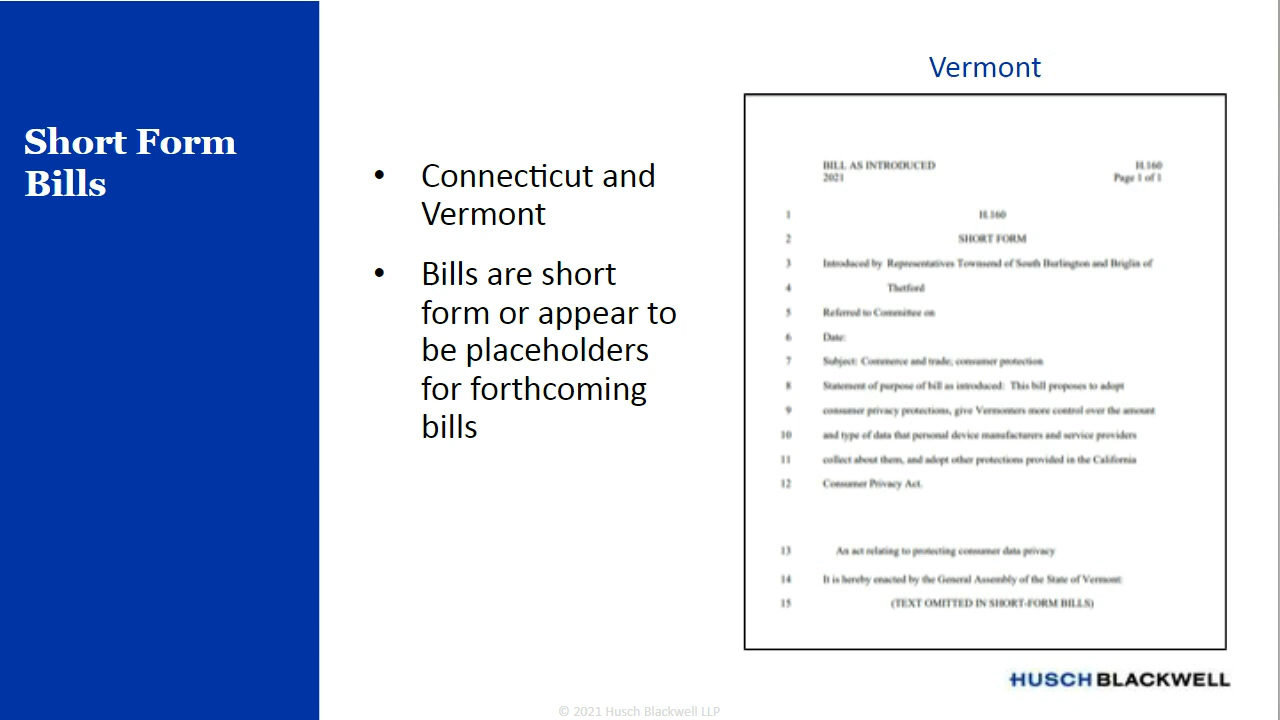 Short Form
Bills
• Connecticut and
Vermont
• Bills are short
form or appear to
be placeholders
for forthcoming
bills
Vermont
BILL AS INTRODUCED H.160
2021 Page 1 of 1
1 H.160
2 SHORT FORM
3 Introduced by Representatives Townsend of South Burlington and Briglin of
4 Thetford
5 Referred to Committee on
6 Date:
7 Subject: Commerce and trade; consumer protection
8 Statement of purpose of bill as introduced: This bill proposes to adopt
9 consumer privacy protections, give Vermonters more control over the amount
10 and type of data that personal device manufacturers and service providers
11 collect about them, and adopt other protections provided in the California
12 Consumer Privacy Act.
13 An act relating to protecting consumer data privacy
14 It is hereby enacted by the General Assembly of the State of Vermont:
15 (TEXT OMITTED IN SHORT-FORM BILLS)
HUSCH BLACKWELL
© 2021 Husch Blackwell LLP